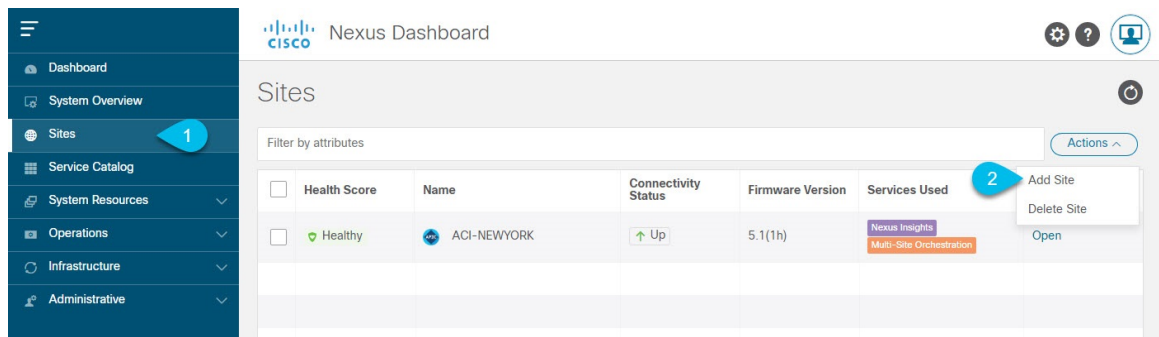 CISCO Nexus Dashboard
Dashboard
System Overview
Sites
1
Service Catalog
System Resources
Operations
Infrastructure
Administrative
Sites
Filter by attributes
Actions
2
Add Site
Delete Site
Health Score Name Connectivity Status Firmware Version Services Used
Healthy ACI-NEWYORK Up 5.1(1h) Nexus Insights Open
Multi-Site Orchestration